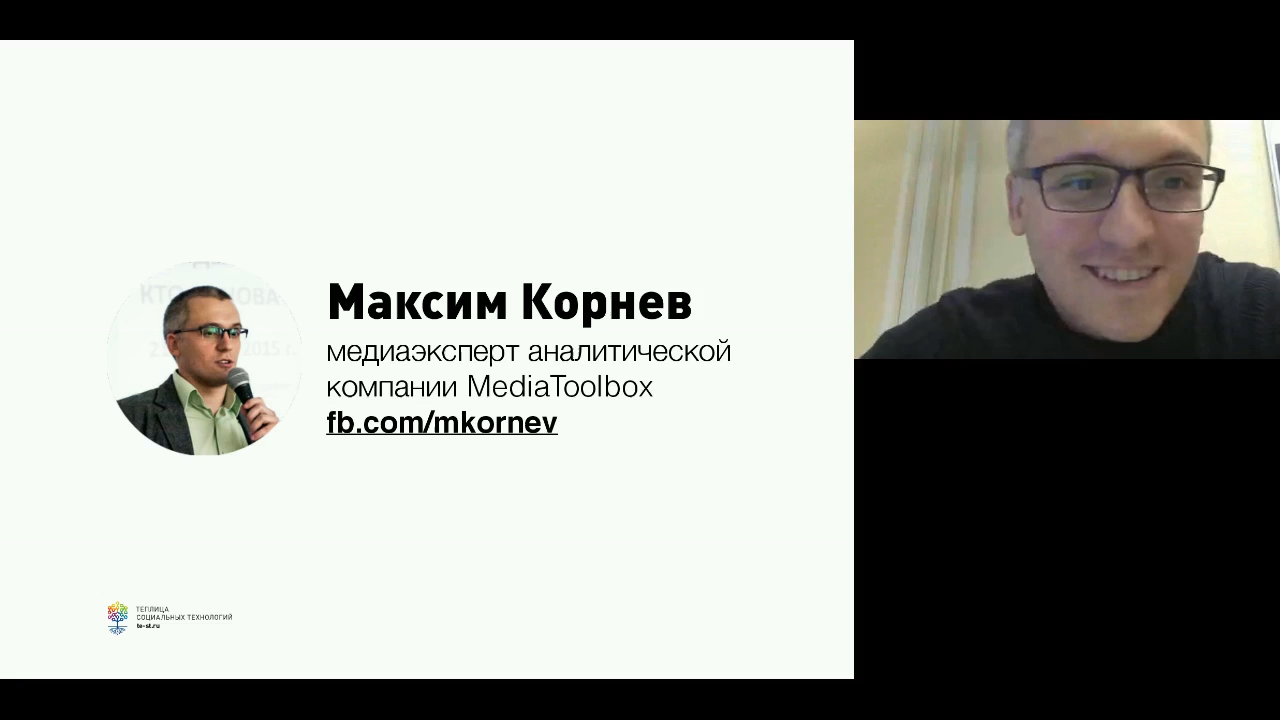 Максим Корнев
медиаэксперт аналитической
компании MediaToolbox
fb.com/mkornev
ТЕПЛИЦА
СОЦИАЛЬНЫХ ТЕХНОЛОГИЙ
te-st.ru